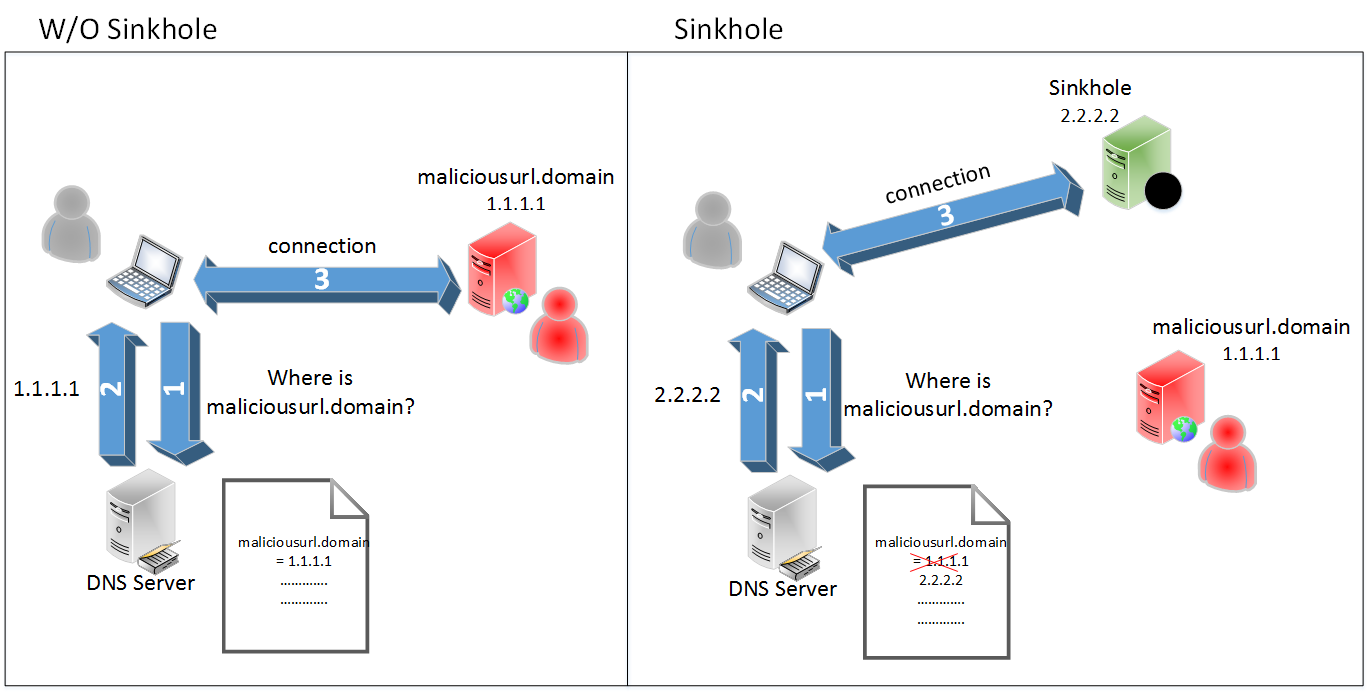 W/O Sinkhole
maliciousurl.domain
1.1.1.1
connection
3
1.1.1.1
2
1
Where is
maliciousurl.domain?
DNS Server
maliciousurl.domain
= 1.1.1.1
.............
.............
Sinkhole
Sinkhole
2.2.2.2
connection
3
maliciousurl.domain
1.1.1.1
2.2.2.2
2
1
Where is
maliciousurl.domain?
DNS Server
maliciousurl.domain
= 1.1.1.1
2.2.2.2
.............
.............